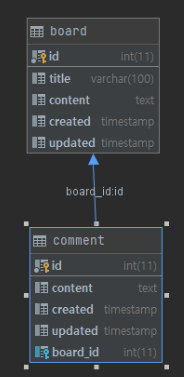 board
id int(11)
title varchar(100)
content text
created timestamp
updated timestamp
board_id:id
comment
id int(11)
content text
created timestamp
updated timestamp
board_id int(11)